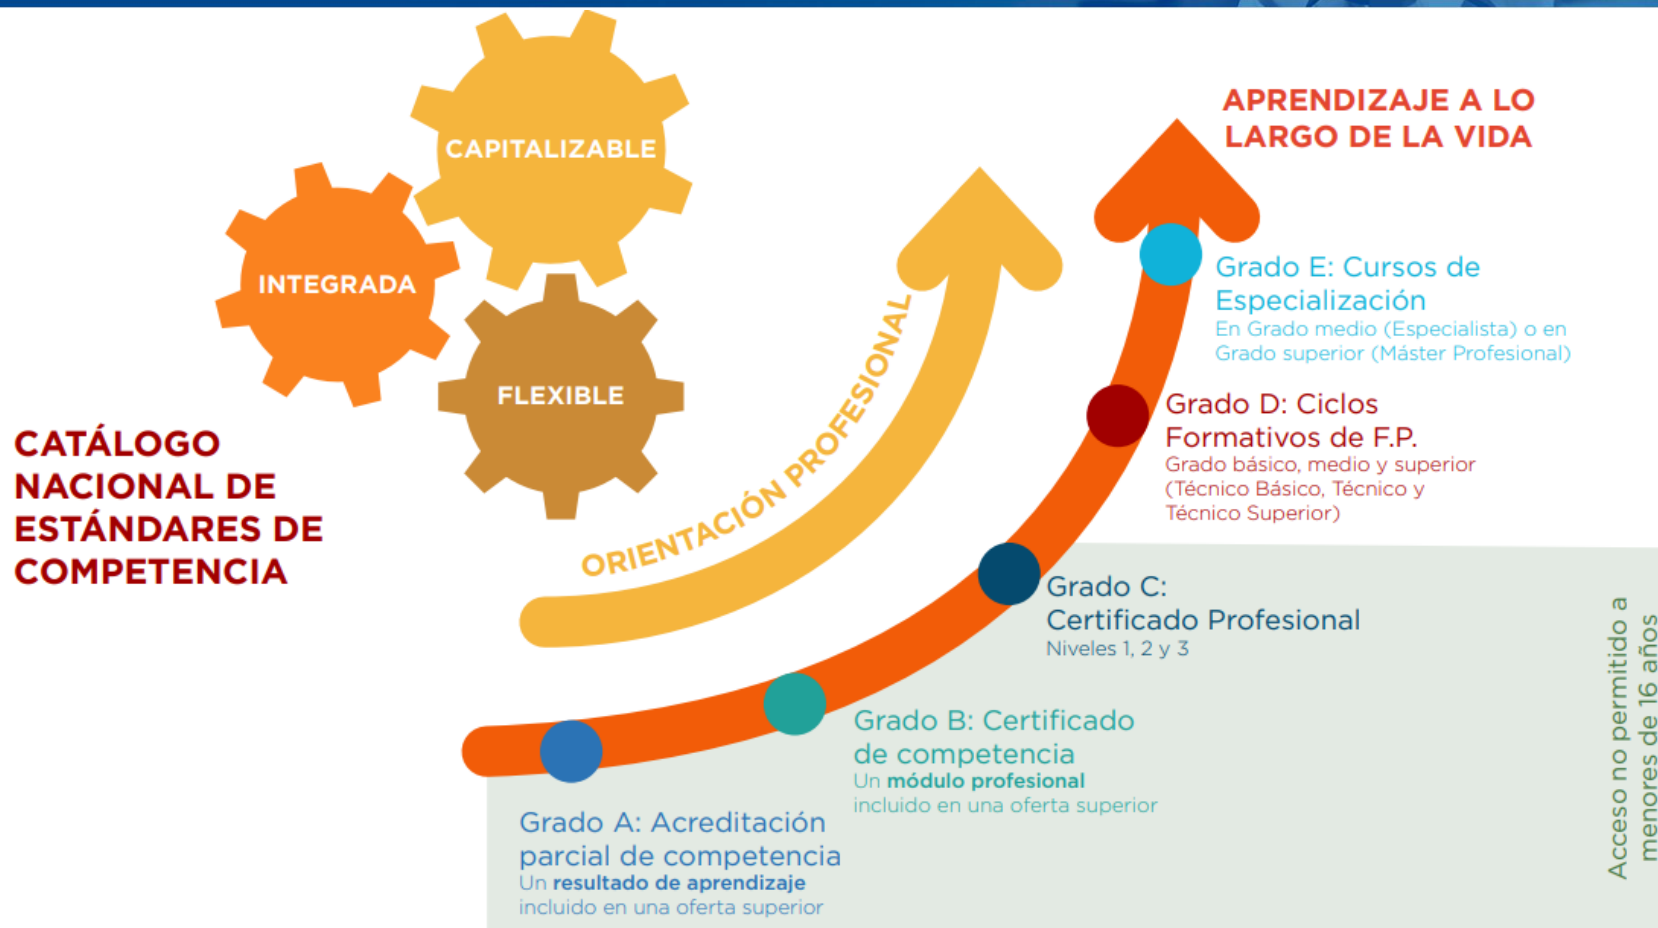 CAPITALIZABLE
INTEGRADA
FLEXIBLE
CATÁLOGO
NACIONAL DE
ESTÁNDARES DE
COMPETENCIA
ORIENTACIÓN PROFESIONAL
APRENDIZAJE A LO
LARGO DE LA VIDA
Grado E: Cursos de
Especialización
En Grado medio (Especialista) o en
Grado superior (Máster Profesional)
Grado D: Ciclos
Formativos de F.P.
Grado básico, medio y superior
(Técnico Básico, Técnico y
Técnico Superior)
Grado C:
Certificado Profesional
Niveles 1, 2 y 3
Grado B: Certificado
de competencia
Un módulo profesional
incluido en una oferta superior
Grado A: Acreditación
parcial de competencia
Un resultado de aprendizaje
incluido en una oferta superior
Acceso no permitido a
menores de 16 años